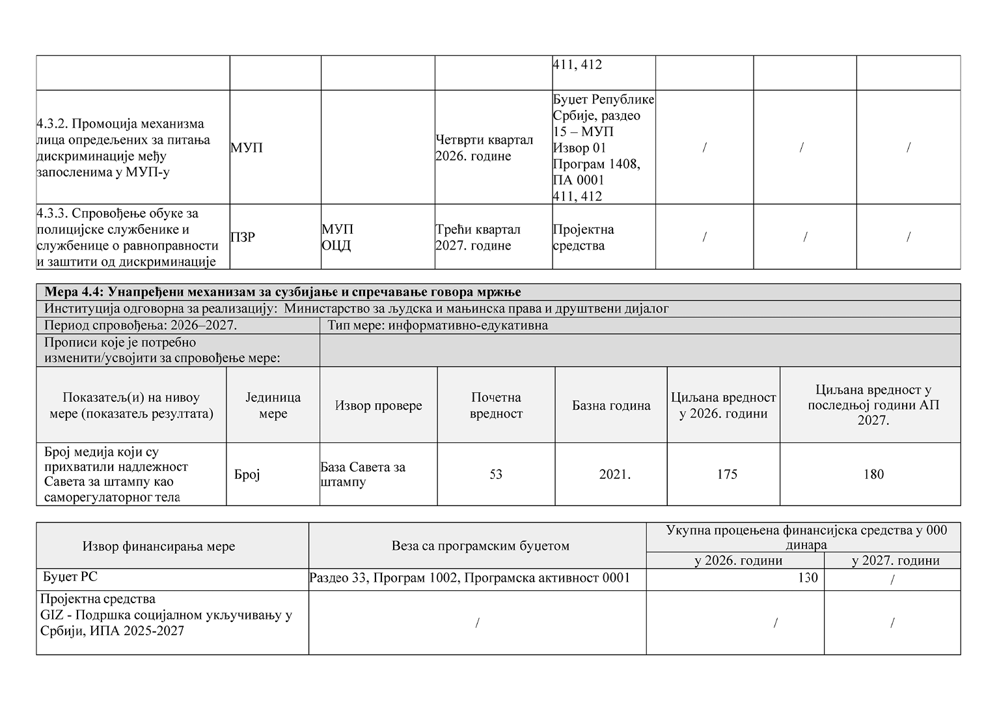 411, 412
4.3.2. Промоција механизма
лица опредељених за питања
дискриминације међу
запосленима у МУП-у
МУП
Четврти квартал
2026. године
Буџет Републике
Србије, раздео
15 – МУП
Извор 01
Програм 1408,
ПА 0001
411, 412
/
/
/
4.3.3. Спровођење обуке за
полицијске службенике и
службенице о равноправности
и заштити од дискриминације
ПЗР
МУП
ОЦД
Трећи квартал
2027. године
Пројектна
средства
/
/
/
Мера 4.4: Унапређени механизам за сузбијање и спречавање говора мржње
Институција одговорна за реализацију: Министарство за људска и мањинска права и друштвени дијалог
Период спровођења: 2026–2027.
Тип мере: информативно-едукативна
Прописи које је потребно
изменити/усвојити за спровођење мере:
Показатељ(и) на нивоу
мере (показатељ резултата)
Јединица
мере
Извор провере
Почетна
вредност
Базна година
Циљана вредност
у 2026. години
Циљана вредност у
последњој години АП
2027.
Број медија који су
прихватили надлежност
Савета за штампу као
саморегулаторног тела
Број
База Савета за
штампу
53
2021.
175
180
Извор финансирања мере
Веза са програмским буџетом
Укупна процењена финансијска средства у 000
динара
у 2026. години
у 2027. години
Буџет РС
Раздео 33, Програм 1002, Програмска активност 0001
130
/
Пројектна средства
GIZ - Подршка социјалном укључивању у
Србији, ИПА 2025-2027
/
/
/